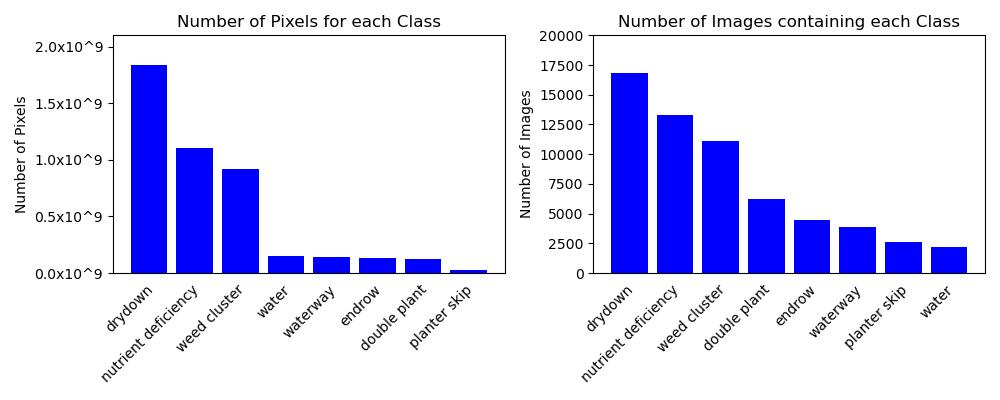 Number of Pixels for each Class
Number of Pixels
2.0x10^9
1.5x10^9
1.0x10^9
0.5x10^9
0.0x10^9
drydown
nutrient deficiency
weed cluster
water
waterway
endrow
double plant
planter skip
Number of Images containing each Class
Number of Images
20000
17500
15000
12500
10000
7500
5000
2500
0
drydown
nutrient deficiency
weed cluster
double plant
endrow
waterway
planter skip
water